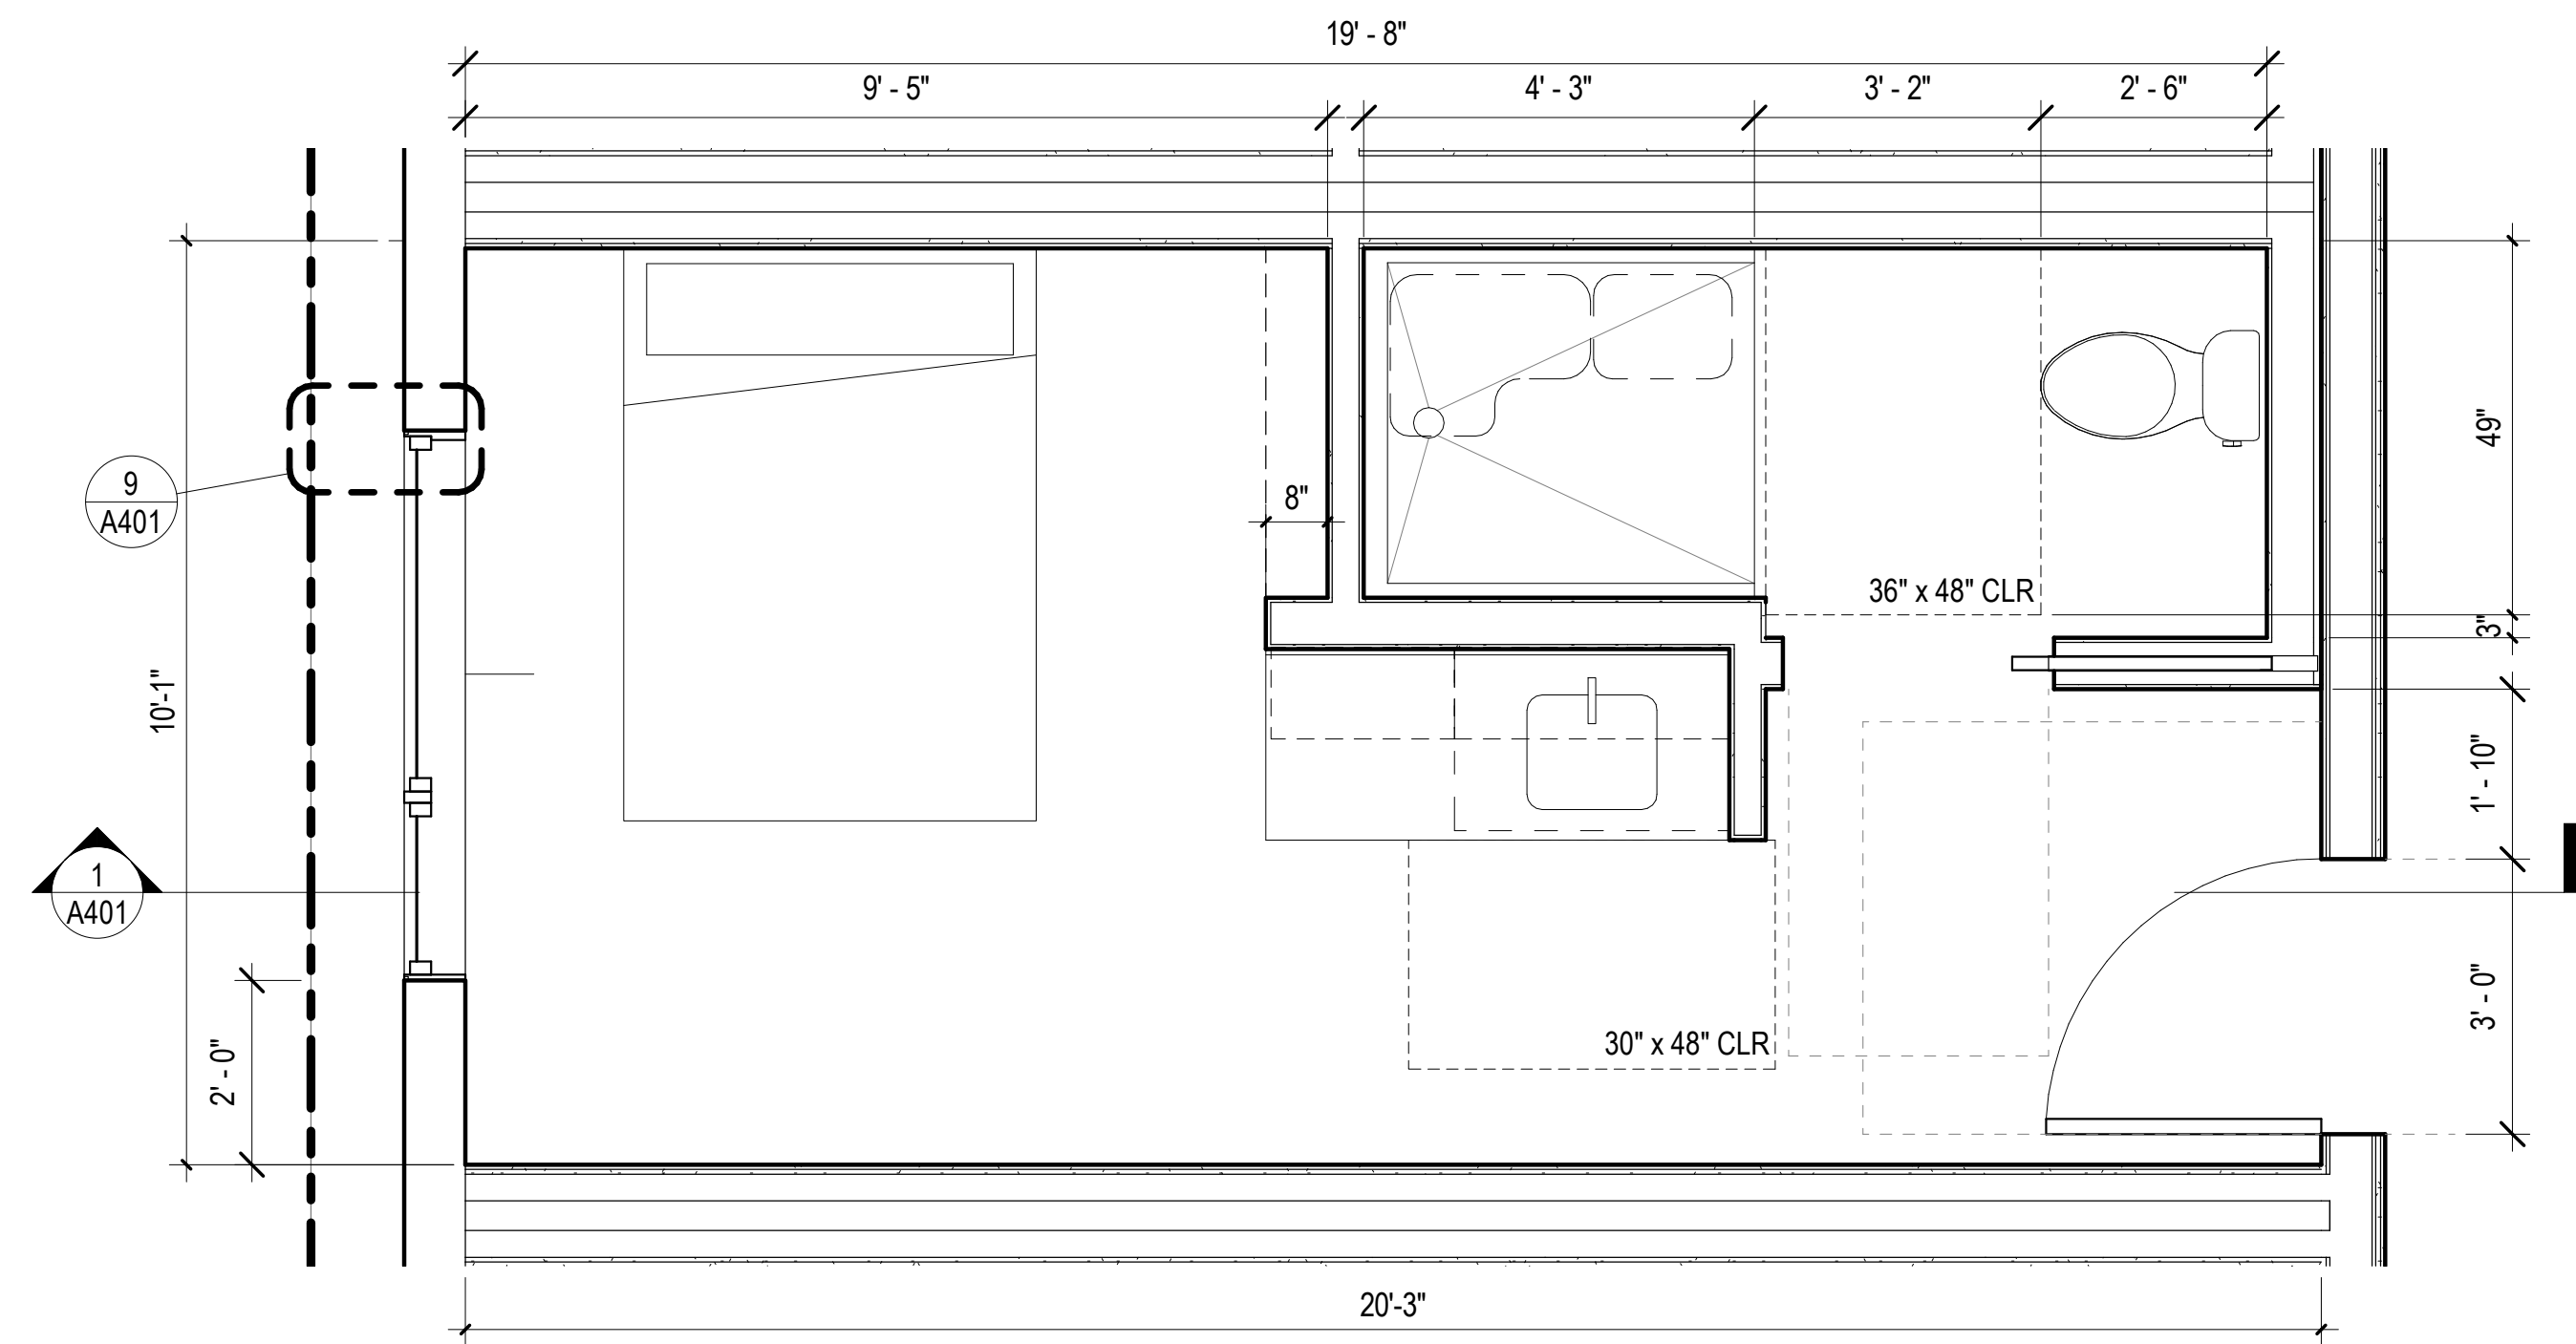 19' - 8"
9' - 5"
4' - 3"
3' - 2"
2' - 6"
49"
9
A401
8"
36" x 48" CLR
3"
10'-1"
1' - 10"
1
A401
3' - 0"
30" x 48" CLR
2' - 0"
20'-3"